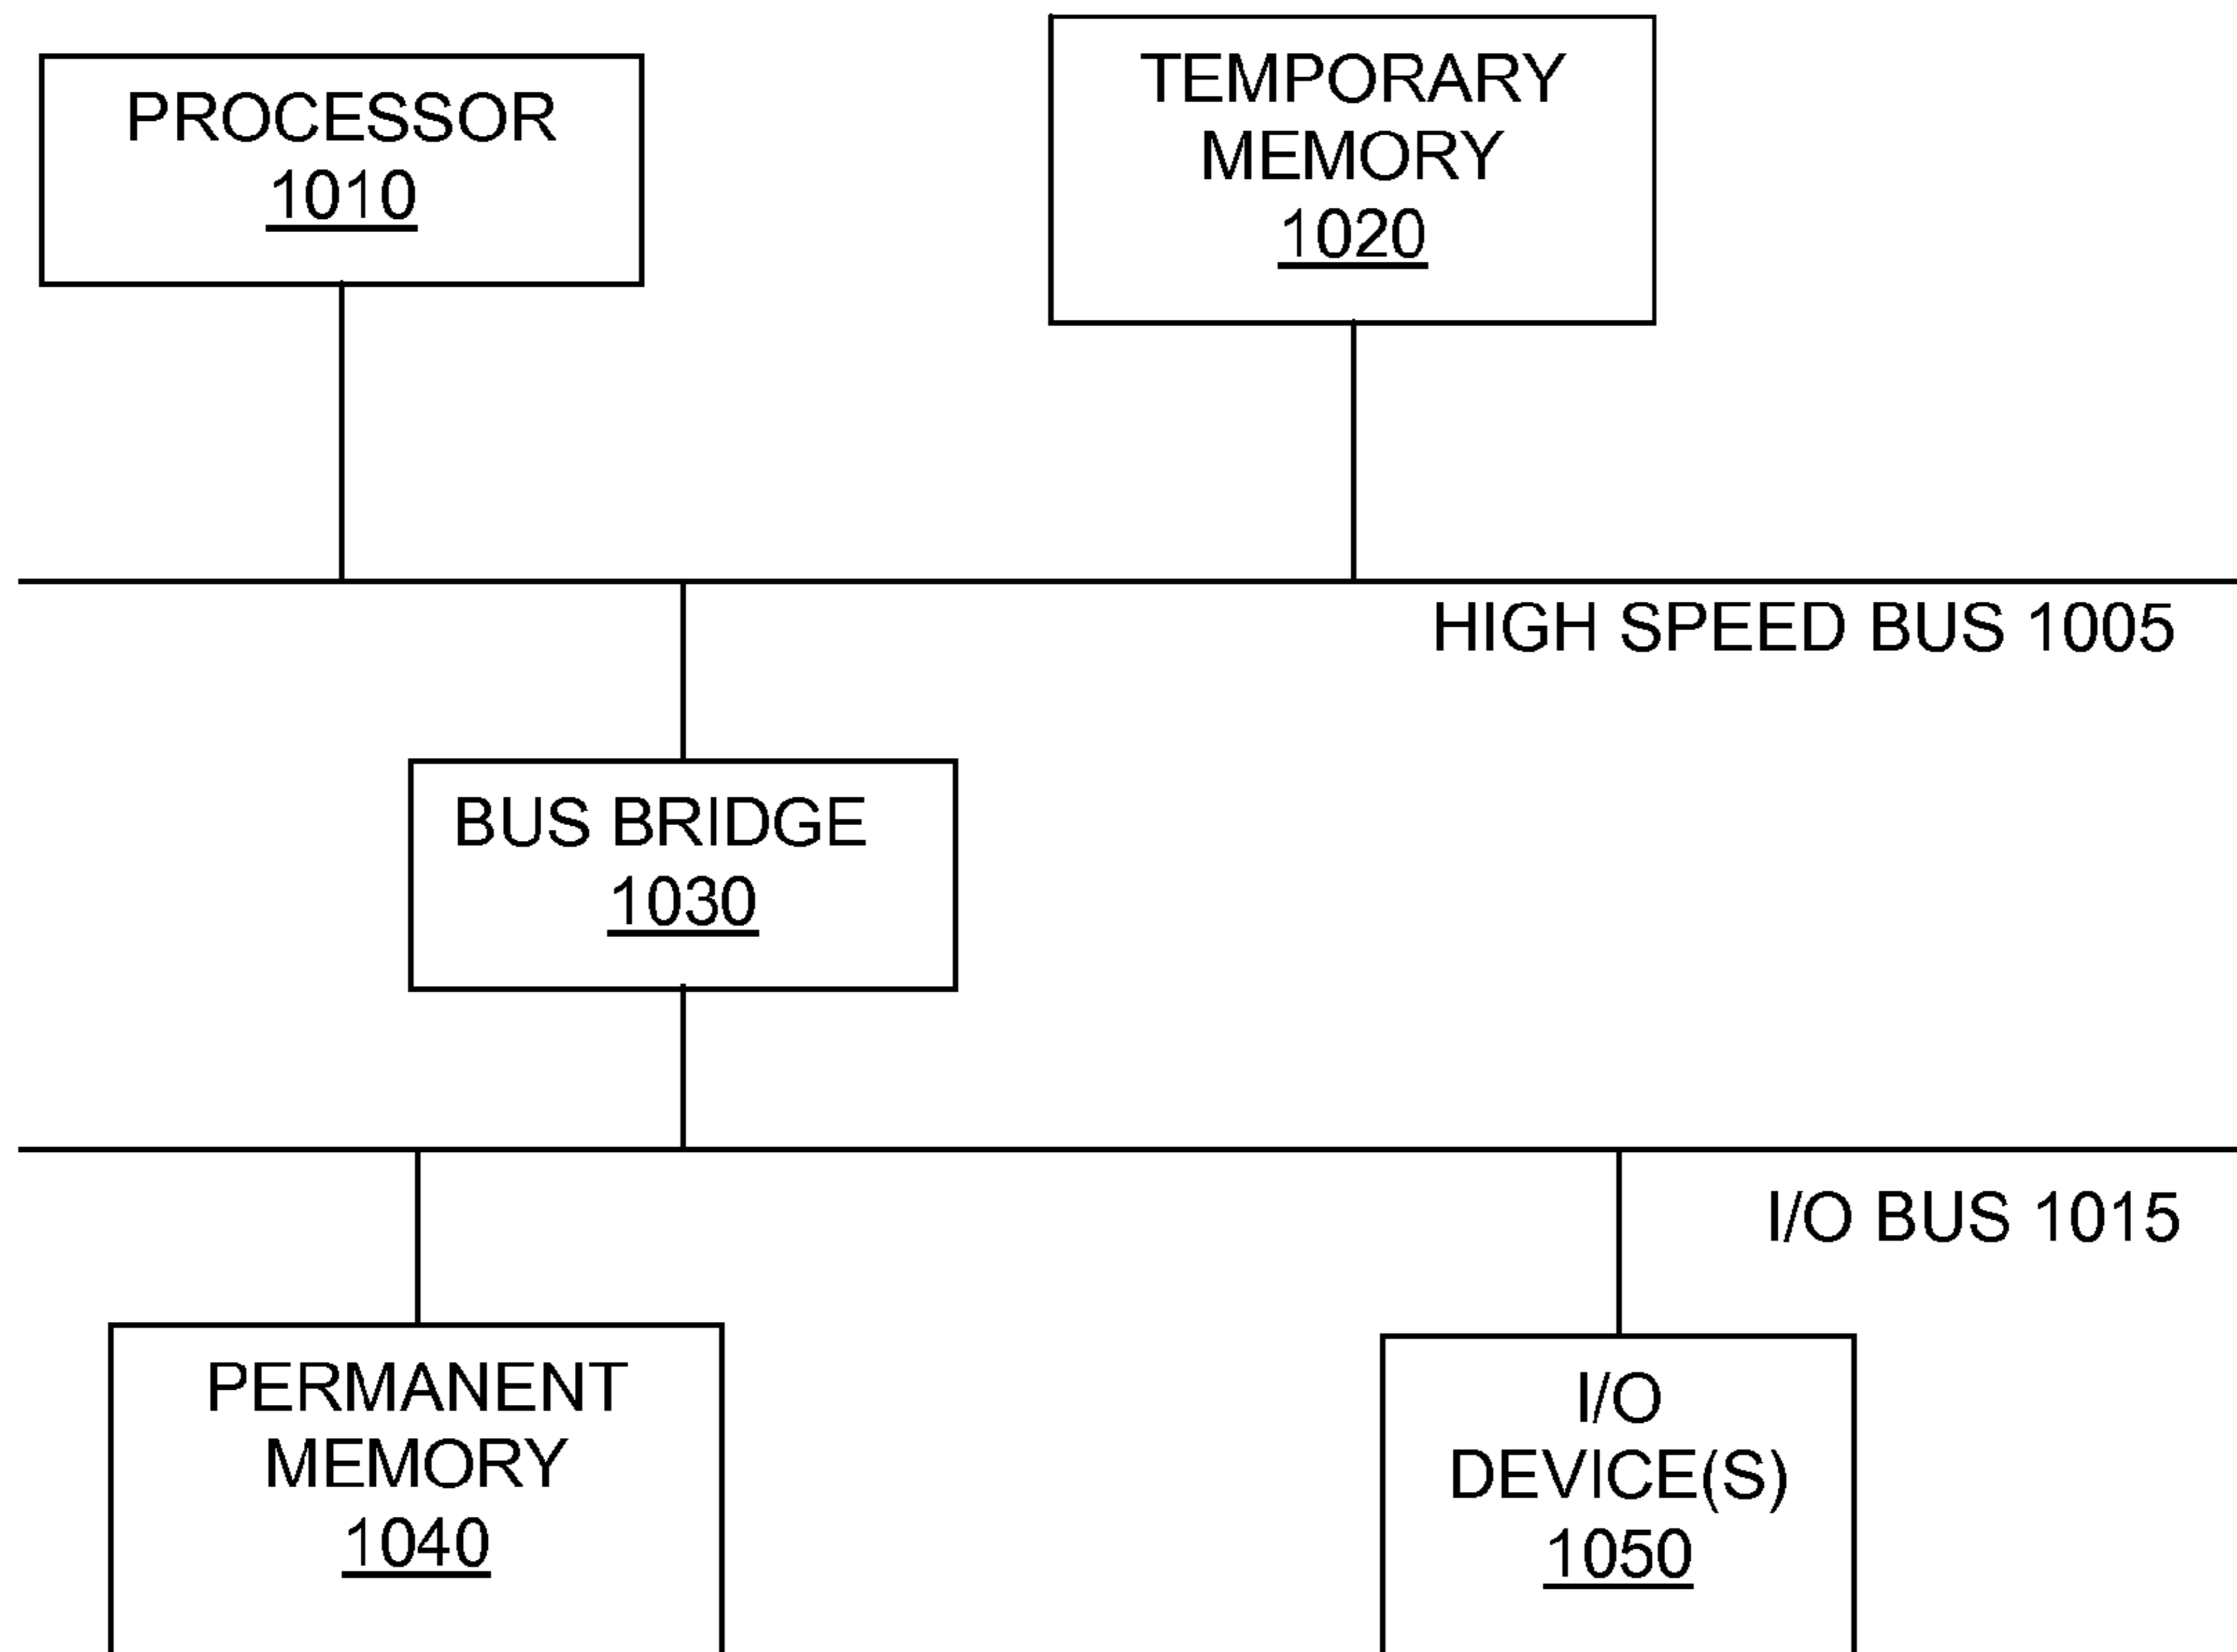 PROCESSOR
1010
TEMPORARY
MEMORY
1020
HIGH SPEED BUS 1005
BUS BRIDGE
1030
I/O BUS 1015
PERMANENT
MEMORY
1040
I/O
DEVICE(S)
1050